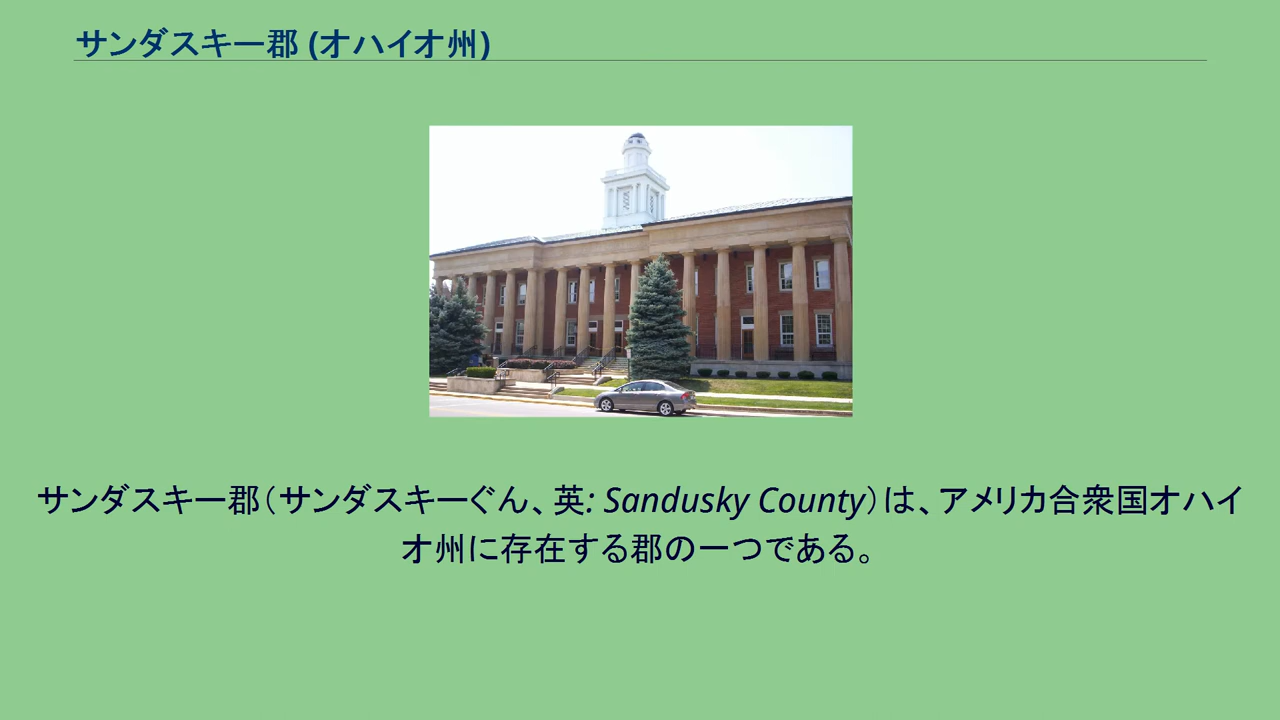 サンダスキー郡 (オハイオ州)
サンダスキー郡（サンダスキーぐん、英: Sandusky County）は、アメリカ合衆国オハイ
オ州に存在する郡の一つである。